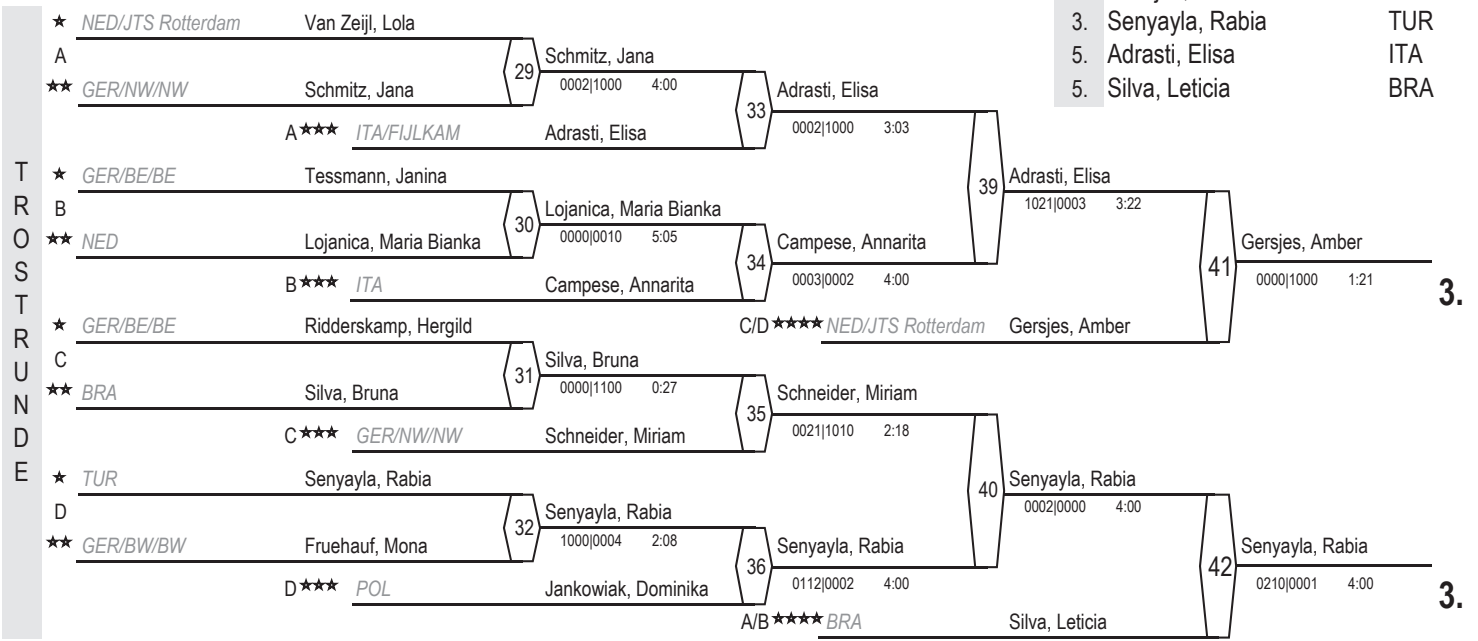 3. Senyayla, Rabia TUR
5. Adrasti, Elisa ITA
5. Silva, Leticia BRA
TROSTRUNDE
NED/JTS Rotterdam Van Zeijl, Lola
A
29 Schmitz, Jana
0002|1000 4:00
GER/NW/NW Schmitz, Jana
33 Adrasti, Elisa
0002|1000 3:03
A ITA/FIJLKAM Adrasti, Elisa
GER/BE/BE Tessmann, Janina
39 Adrasti, Elisa
1021|0003 3:22
B
30 Lojanica, Maria Bianka
0000|0010 5:05
NED Lojanica, Maria Bianka
34 Campese, Annarita
0003|0002 4:00
41 Gersjes, Amber
0000|1000 1:21
3.
B ITA Campese, Annarita
GER/BE/BE Ridderskamp, Hergild
C/D NED/JTS Rotterdam Gersjes, Amber
C
31 Silva, Bruna
0000|1100 0:27
BRA Silva, Bruna
35 Schneider, Miriam
0021|1010 2:18
C GER/NW/NW Schneider, Miriam
TUR Senyayla, Rabia
40 Senyayla, Rabia
0002|0000 4:00
D
32 Senyayla, Rabia
1000|0004 2:08
GER/BW/BW Fruehauf, Mona
36 Senyayla, Rabia
0112|0002 4:00
42 Senyayla, Rabia
0210|0001 4:00
3.
D POL Jankowiak, Dominika
A/B BRA Silva, Leticia